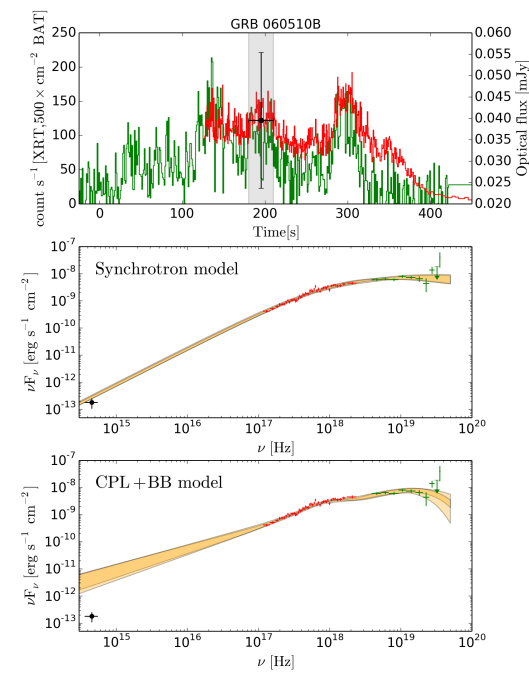 GRB 060510B
count s⁻¹ [XRT,500 × cm⁻² BAT]
250
200
150
100
50
0
Optical flux [mJy]
0.060
0.055
0.050
0.045
0.040
0.035
0.030
0.025
0.020
0 100 200 300 400
Time[s]
Synchrotron model
νFν [erg s⁻¹ cm⁻²]
10⁻⁷
10⁻⁸
10⁻⁹
10⁻¹⁰
10⁻¹¹
10⁻¹²
10⁻¹³
10¹⁵ 10¹⁶ 10¹⁷ 10¹⁸ 10¹⁹ 10²⁰
ν [Hz]
CPL+BB model
νFν [erg s⁻¹ cm⁻²]
10⁻⁷
10⁻⁸
10⁻⁹
10⁻¹⁰
10⁻¹¹
10⁻¹²
10⁻¹³
10¹⁵ 10¹⁶ 10¹⁷ 10¹⁸ 10¹⁹ 10²⁰
ν [Hz]